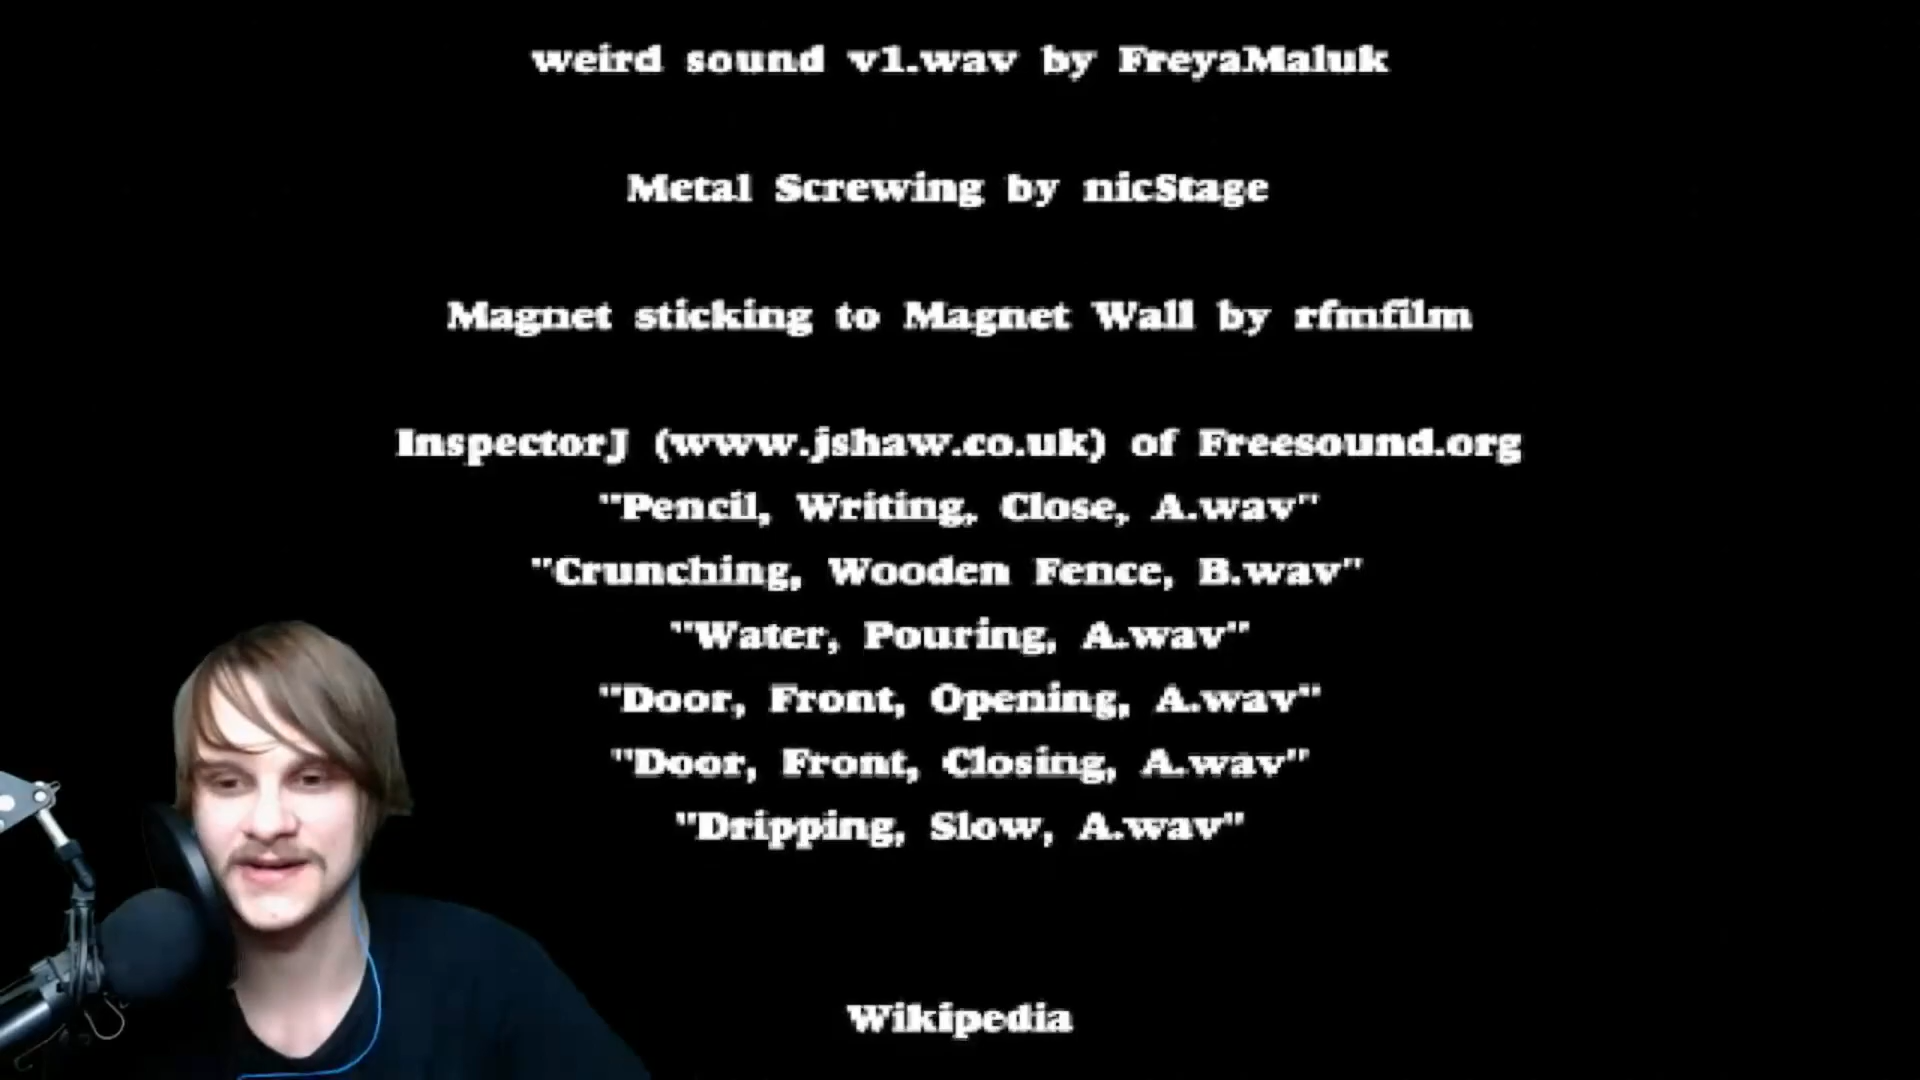 weird sound v1.wav by FreyaMaluk
Metal Screwing by nicStage
Magnet sticking to Magnet Wall by rfmfilm
InspectorJ (www.jshaw.co.uk) of Freesound.org
"Pencil, Writing, Close, A.wav"
"Crunching, Wooden Fence, B.wav"
"Water, Pouring, A.wav"
"Door, Front, Opening, A.wav"
"Door, Front, Closing, A.wav"
"Dripping, Slow, A.wav"
Wikipedia